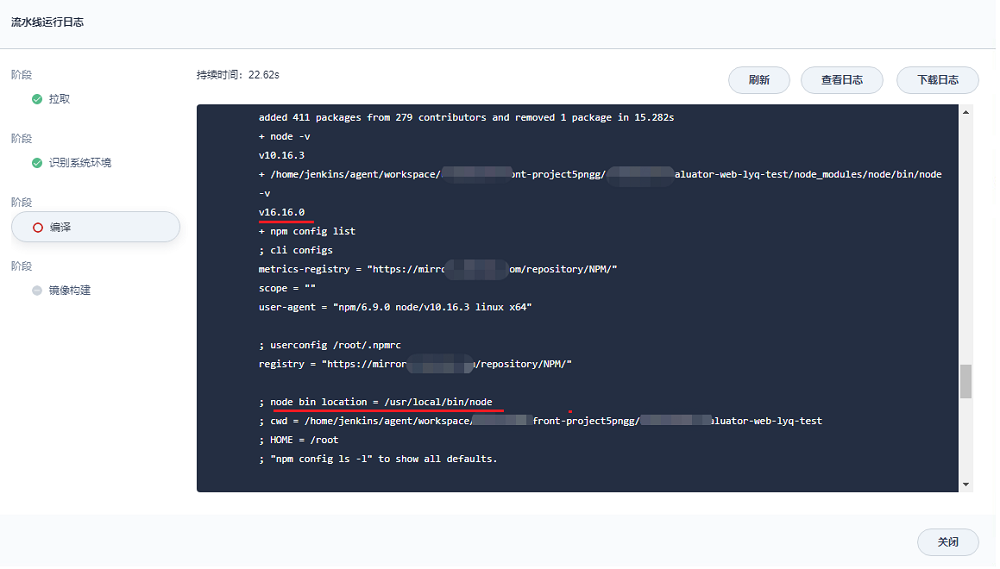 流水线运行日志
阶段
拉取
阶段
识别系统环境
阶段
编译
阶段
镜像构建
持续时间：22.62s
刷新
查看日志
下载日志
added 411 packages from 279 contributors and removed 1 package in 15.282s
+ node -v
v10.16.3
+ /home/jenkins/agent/workspace/ ont-project5pngg/ aluator-web-lyq-test/node_modules/node/bin/node
-v
v16.16.0
+ npm config list
; cli configs
metrics-registry = "https://mirro om/repository/NPM/"
scope = ""
user-agent = "npm/6.9.0 node/v10.16.3 linux x64"
; userconfig /root/.npmrc
registry = "https://mirror /repository/NPM/"
; node bin location = /usr/local/bin/node
; cwd = /home/jenkins/agent/workspace/ front-project5pngg/ aluator-web-lyq-test
; HOME = /root
; "npm config ls -l" to show all defaults.
关闭